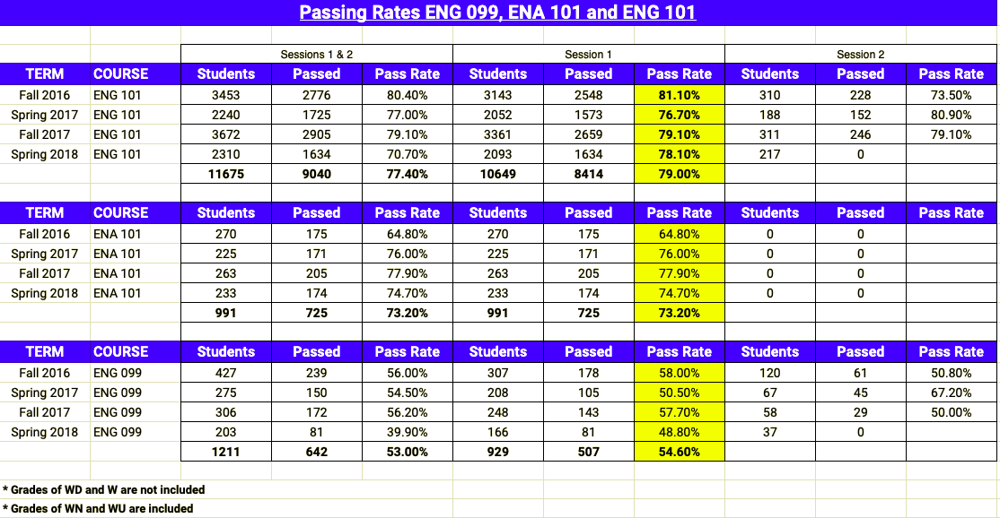 Passing Rates ENG 099, ENA 101 and ENG 101
Sessions 1 & 2 Session 1 Session 2
TERM COURSE Students Passed Pass Rate Students Passed Pass Rate Students Passed Pass Rate
Fall 2016 ENG 101 3453 2776 80.40% 3143 2548 81.10% 310 228 73.50%
Spring 2017 ENG 101 2240 1725 77.00% 2052 1573 76.70% 188 152 80.90%
Fall 2017 ENG 101 3672 2905 79.10% 3361 2659 79.10% 311 246 79.10%
Spring 2018 ENG 101 2310 1634 70.70% 2093 1634 78.10% 217 0
11675 9040 77.40% 10649 8414 79.00%
TERM COURSE Students Passed Pass Rate Students Passed Pass Rate Students Passed Pass Rate
Fall 2016 ENA 101 270 175 64.80% 270 175 64.80% 0 0
Spring 2017 ENA 101 225 171 76.00% 225 171 76.00% 0 0
Fall 2017 ENA 101 263 205 77.90% 263 205 77.90% 0 0
Spring 2018 ENA 101 233 174 74.70% 233 174 74.70% 0 0
991 725 73.20% 991 725 73.20%
TERM COURSE Students Passed Pass Rate Students Passed Pass Rate Students Passed Pass Rate
Fall 2016 ENG 099 427 239 56.00% 307 178 58.00% 120 61 50.80%
Spring 2017 ENG 099 275 150 54.50% 208 105 50.50% 67 45 67.20%
Fall 2017 ENG 099 306 172 56.20% 248 143 57.70% 58 29 50.00%
Spring 2018 ENG 099 203 81 39.90% 166 81 48.80% 37 0
1211 642 53.00% 929 507 54.60%
* Grades of WD and W are not included
* Grades of WN and WU are included